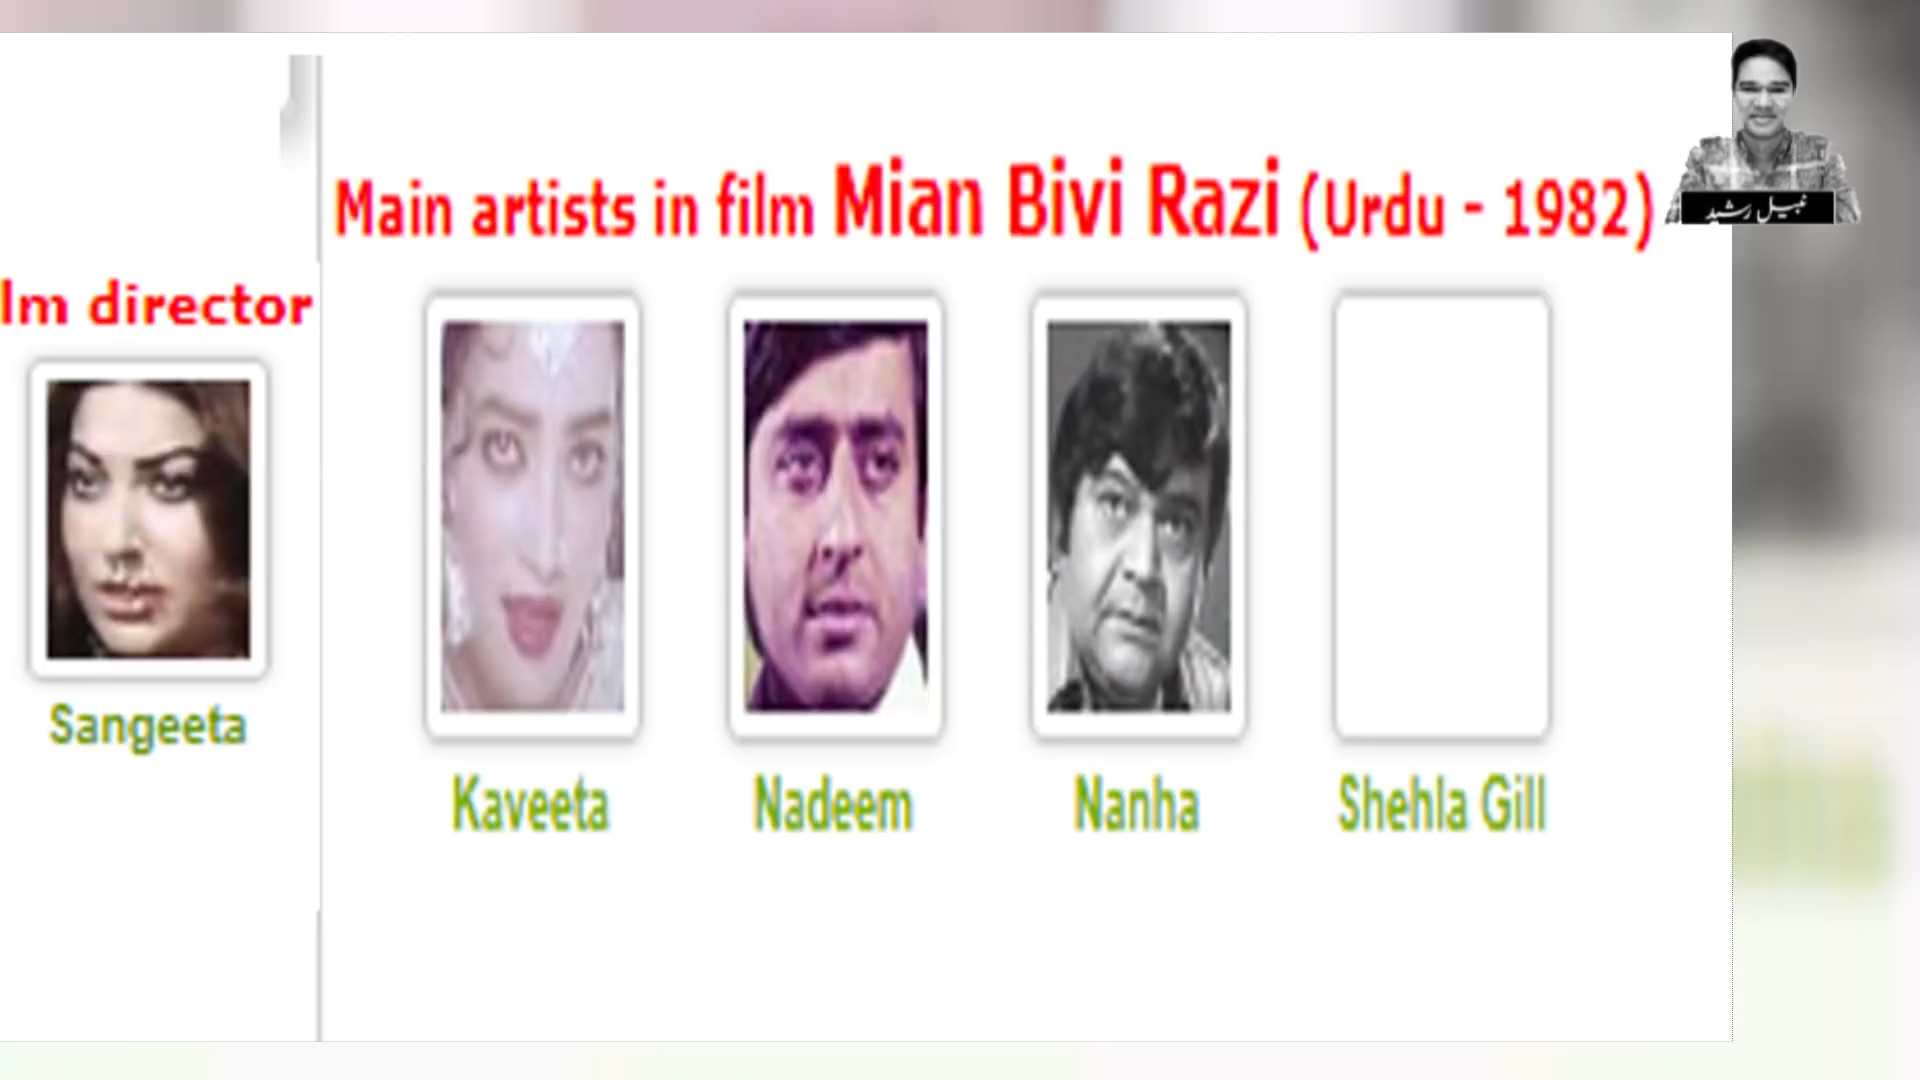 Main artists in film Mian Bivi Razi (Urdu - 1982)
lm director
Sangeeta
Kaveeta
Nadeem
Nanha
Shehla Gill
نبیل رشید